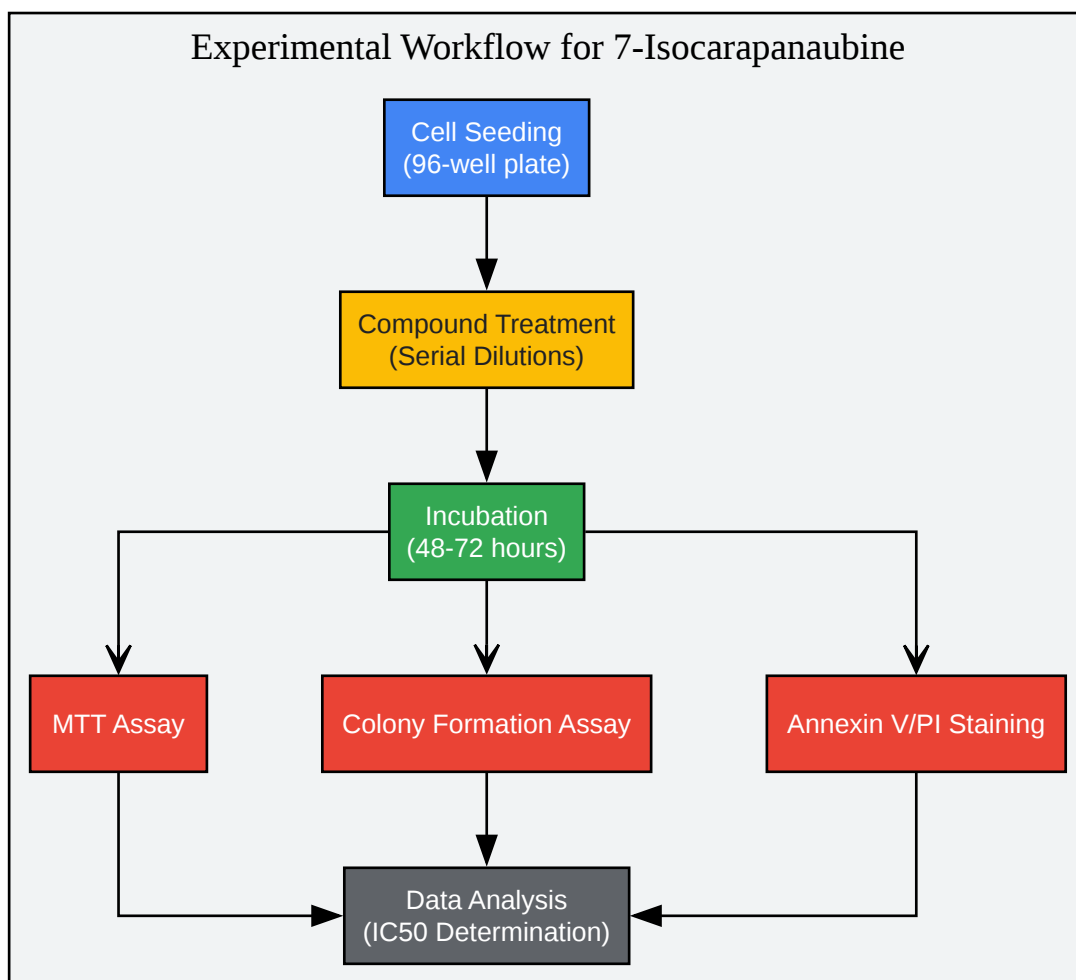 Experimental Workflow for 7-Isocarapanaubine
Cell Seeding
(96-well plate)
Compound Treatment
(Serial Dilutions)
Incubation
(48-72 hours)
MTT Assay
Colony Formation Assay
Annexin V/PI Staining
Data Analysis
(IC50 Determination)